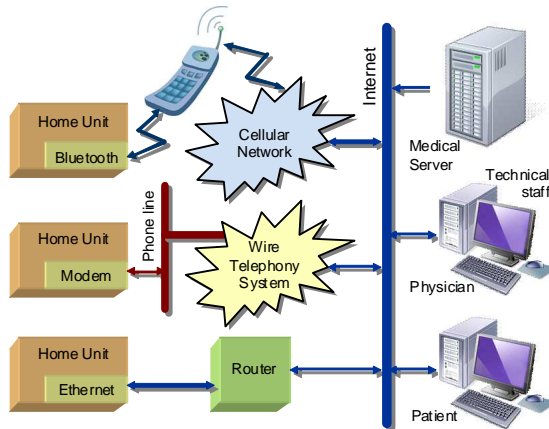 Home Unit
Bluetooth
Cellular
Network
Internet
Medical
Server
Technical
staff
Home Unit
Modem
Phone line
Wire
Telephony
System
Physician
Home Unit
Ethernet
Router
Patient